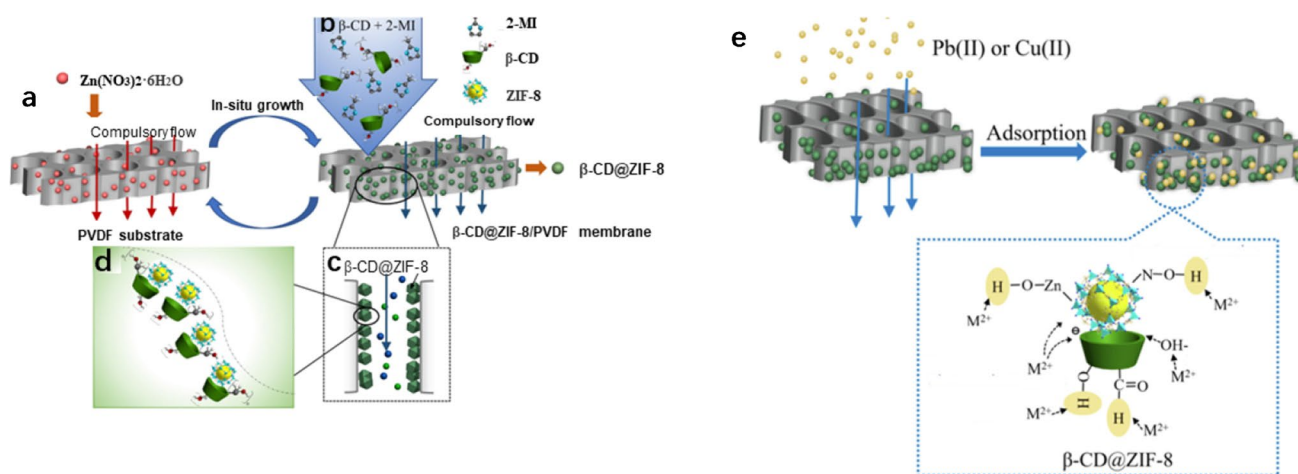 a
Zn(NO3)2·6H2O
Compulsory flow
PVDF substrate
In-situ growth
b
β-CD + 2-MI
2-MI
β-CD
ZIF-8
Compulsory flow
β-CD@ZIF-8
β-CD@ZIF-8/PVDF membrane
c
β-CD@ZIF-8
d
e
Pb(II) or Cu(II)
Adsorption
H-O-Zn
N-O-H
M²⁺
M²⁺
M²⁺
⊖
OH-
M²⁺
O
H
M²⁺
C=O
H
M²⁺
β-CD@ZIF-8